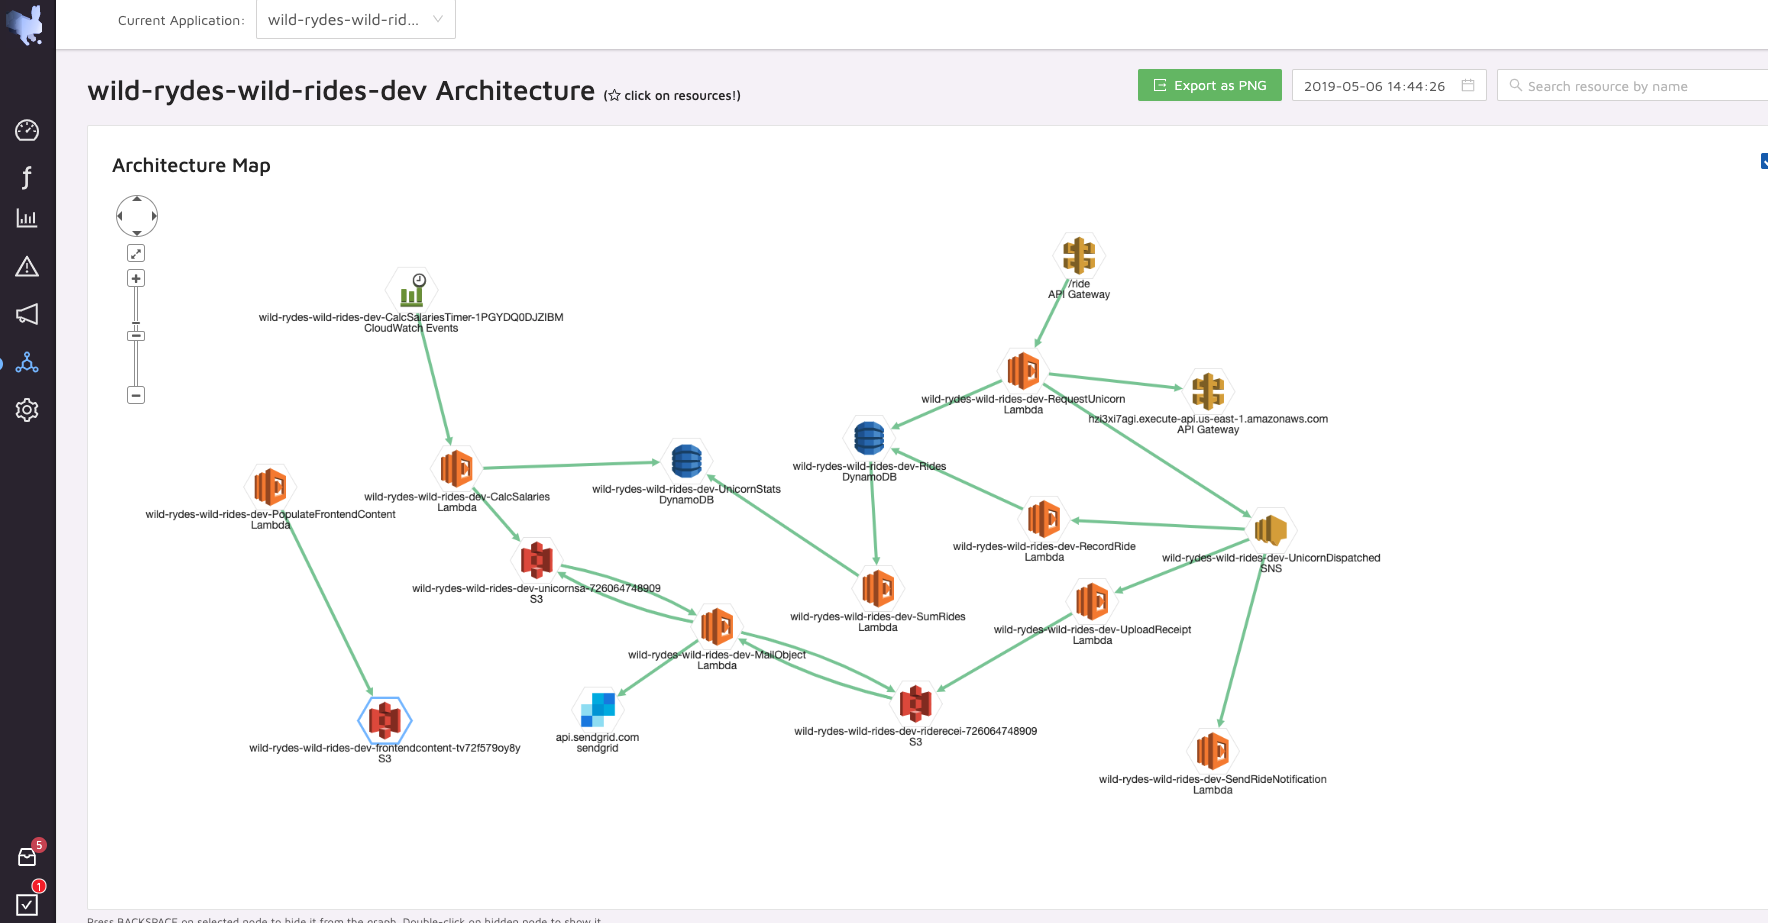 Current Application:
wild-rydes-wild-rid...
wild-rydes-wild-rides-dev Architecture (☆ click on resources!)
Export as PNG
2019-05-06 14:44:26
Search resource by name
Architecture Map
/ride
API Gateway
wild-rydes-wild-rides-dev-CalcSalariesTimer-1PGYDQ0DJZIBM
CloudWatch Events
wild-rydes-wild-rides-dev-RequestUnicorn
Lambda
hzi3xi7agi.execute-api.us-east-1.amazonaws.com
API Gateway
wild-rydes-wild-rides-dev-Rides
DynamoDB
wild-rydes-wild-rides-dev-UnicornStats
DynamoDB
wild-rydes-wild-rides-dev-CalcSalaries
Lambda
wild-rydes-wild-rides-dev-PopulateFrontendContent
Lambda
wild-rydes-wild-rides-dev-RecordRide
Lambda
wild-rydes-wild-rides-dev-UnicornDispatched
SNS
wild-rydes-wild-rides-dev-unicornsa-726064748909
S3
wild-rydes-wild-rides-dev-SumRides
Lambda
wild-rydes-wild-rides-dev-UploadReceipt
Lambda
wild-rydes-wild-rides-dev-MailObject
Lambda
wild-rydes-wild-rides-dev-riderecei-726064748909
S3
api.sendgrid.com
sendgrid
wild-rydes-wild-rides-dev-frontendcontent-tv72f579oy8y
S3
wild-rydes-wild-rides-dev-SendRideNotification
Lambda
5
1
Press BACKSPACE on selected node to hide it from the graph. Double-click on hidden node to show it.